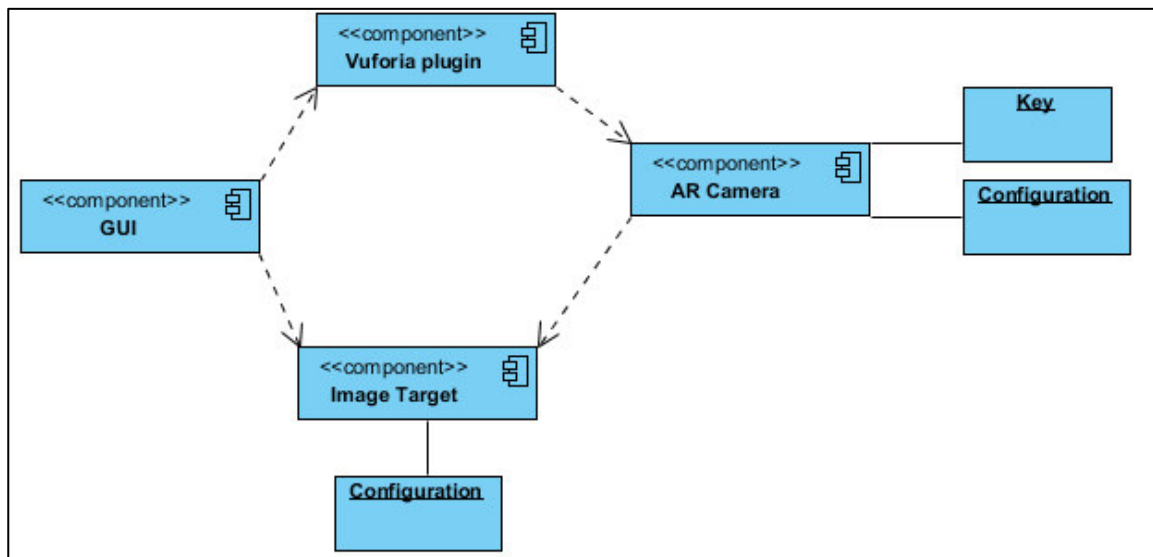 <<component>>
Vuforia plugin
Key
<<component>>
AR Camera
<<component>>
GUI
Configuration
<<component>>
Image Target
Configuration